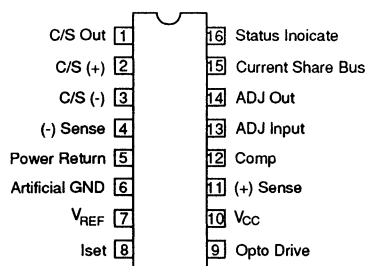 C/S Out 1 16 Status Inoicate
C/S (+) 2 15 Current Share Bus
C/S (-) 3 14 ADJ Out
(-) Sense 4 13 ADJ Input
Power Return 5 12 Comp
Artificial GND 6 11 (+) Sense
VREF 7 10 VCC
Iset 8 9 Opto Drive